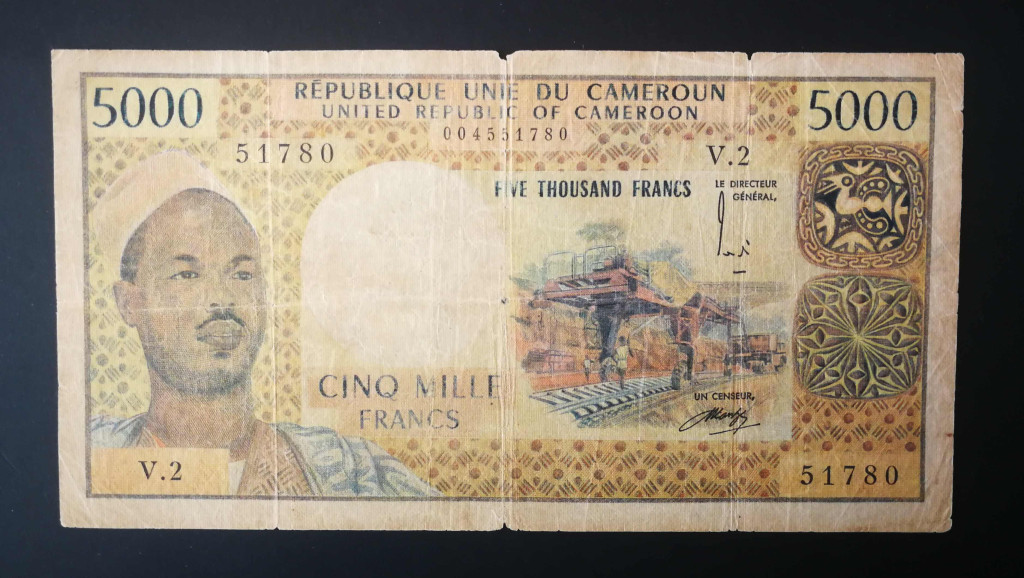 5000
RÉPUBLIQUE UNIE DU CAMEROUN
UNITED REPUBLIC OF CAMEROON
004551780
5000
51780
V.2
FIVE THOUSAND FRANCS
LE DIRECTEUR
GÉNÉRAL,
CINQ MILLE
FRANCS
UN CENSEUR,
V.2
51780